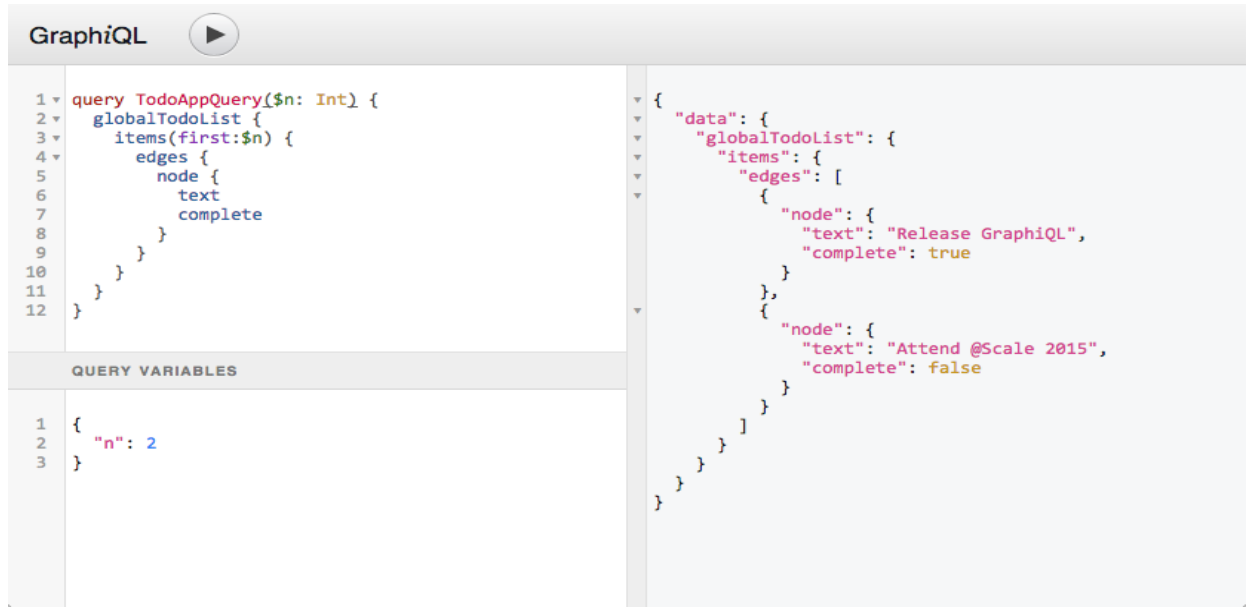 GraphiQL
1 query TodoAppQuery($n: Int) {
2 globalTodoList {
3 items(first:$n) {
4 edges {
5 node {
6 text
7 complete
8 }
9 }
10 }
11 }
12 }
QUERY VARIABLES
1 {
2 "n": 2
3 }
{
"data": {
"globalTodoList": {
"items": {
"edges": [
{
"node": {
"text": "Release GraphiQL",
"complete": true
}
},
{
"node": {
"text": "Attend @Scale 2015",
"complete": false
}
}
]
}
}
}
}